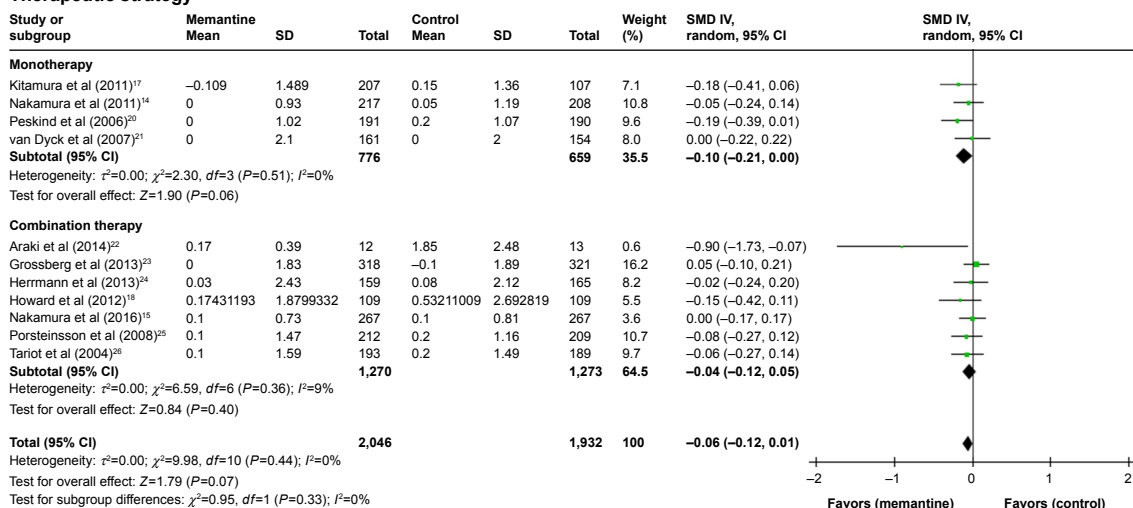 Therapeutic strategy
Study or subgroup Memantine Mean SD Total Control Mean SD Total Weight (%) SMD IV, random, 95% CI SMD IV, random, 95% CI
Monotherapy
Kitamura et al (2011)¹⁷ –0.109 1.489 207 0.15 1.36 107 7.1 –0.18 (–0.41, 0.06)
Nakamura et al (2011)¹⁴ 0 0.93 217 0.05 1.19 208 10.8 –0.05 (–0.24, 0.14)
Peskind et al (2006)²⁰ 0 1.02 191 0.2 1.07 190 9.6 –0.19 (–0.39, 0.01)
van Dyck et al (2007)²¹ 0 2.1 161 0 2 154 8.0 0.00 (–0.22, 0.22)
Subtotal (95% CI) 776 659 35.5 –0.10 (–0.21, 0.00)
Heterogeneity: τ²=0.00; χ²=2.30, df=3 (P=0.51); I²=0%
Test for overall effect: Z=1.90 (P=0.06)
Combination therapy
Araki et al (2014)²² 0.17 0.39 12 1.85 2.48 13 0.6 –0.90 (–1.73, –0.07)
Grossberg et al (2013)²³ 0 1.83 318 –0.1 1.89 321 16.2 0.05 (–0.10, 0.21)
Herrmann et al (2013)²⁴ 0.03 2.43 159 0.08 2.12 165 8.2 –0.02 (–0.24, 0.20)
Howard et al (2012)¹⁸ 0.17431193 1.8799332 109 0.53211009 2.692819 109 5.5 –0.15 (–0.42, 0.11)
Nakamura et al (2016)¹⁵ 0.1 0.73 267 0.1 0.81 267 3.6 0.00 (–0.17, 0.17)
Porsteinsson et al (2008)²⁵ 0.1 1.47 212 0.2 1.16 209 10.7 –0.08 (–0.27, 0.12)
Tariot et al (2004)²⁶ 0.1 1.59 193 0.2 1.49 189 9.7 –0.06 (–0.27, 0.14)
Subtotal (95% CI) 1,270 1,273 64.5 –0.04 (–0.12, 0.05)
Heterogeneity: τ²=0.00; χ²=6.59, df=6 (P=0.36); I²=9%
Test for overall effect: Z=0.84 (P=0.40)
Total (95% CI) 2,046 1,932 100 –0.06 (–0.12, 0.01)
Heterogeneity: τ²=0.00; χ²=9.98, df=10 (P=0.44); I²=0%
Test for overall effect: Z=1.79 (P=0.07)
Test for subgroup differences: χ²=0.95, df=1 (P=0.33); I²=0%
–2 –1 0 1 2
Favors (memantine) Favors (control)